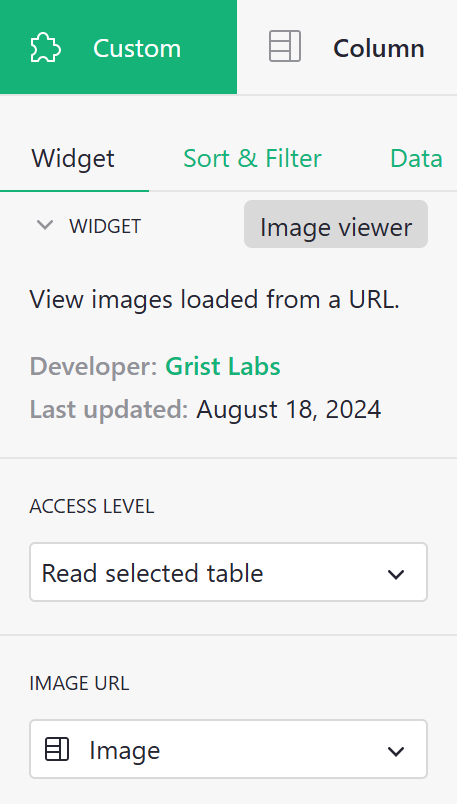 Custom Column
Widget Sort & Filter Data
WIDGET Image viewer
View images loaded from a URL.
Developer: Grist Labs
Last updated: August 18, 2024
ACCESS LEVEL
Read selected table
IMAGE URL
Image